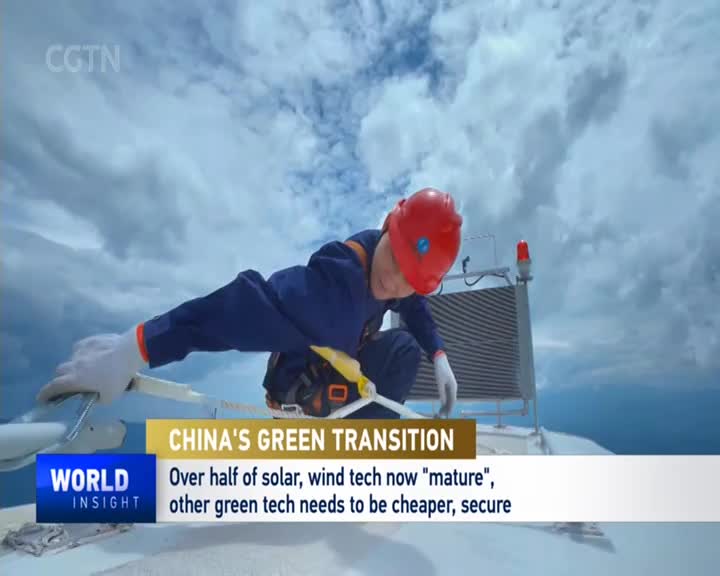 CGTN
CHINA'S GREEN TRANSITION
WORLD
INSIGHT
Over half of solar, wind tech now "mature",
other green tech needs to be cheaper, secure